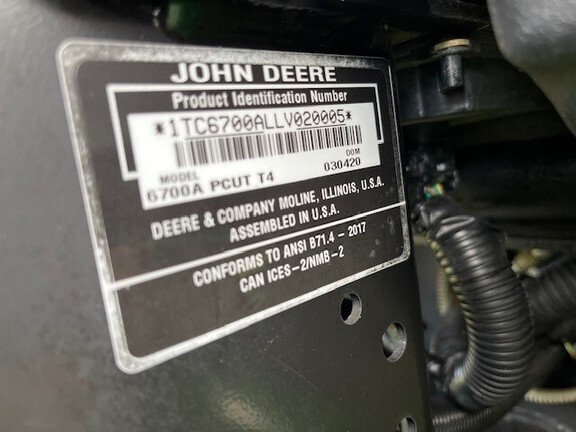 JOHN DEERE
Product Identification Number
*1TC6700ALLV020005*
MODEL DOM
6700A PCUT T4 030420
DEERE & COMPANY MOLINE, ILLINOIS, U.S.A.
ASSEMBLED IN U.S.A.
CONFORMS TO ANSI B71.4 - 2017
CAN ICES-2/NMB-2